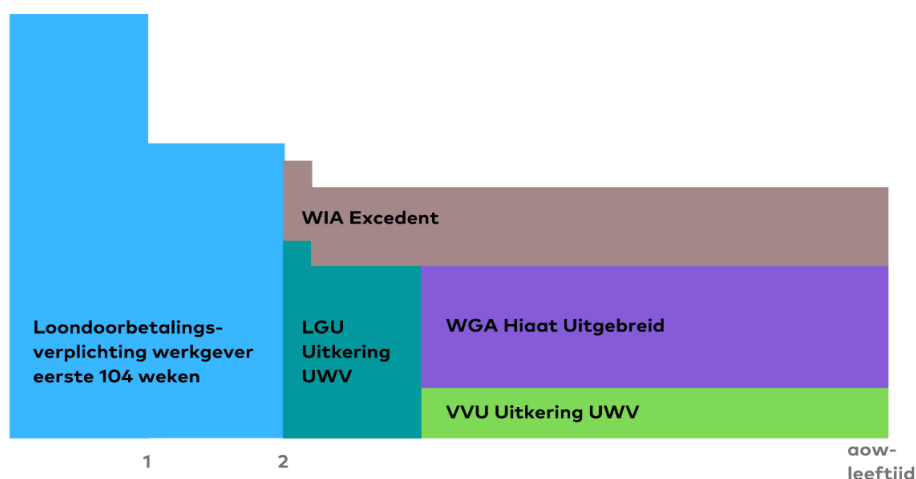 WIA Excedent
Loondoorbetalings-
verplichting werkgever
eerste 104 weken
LGU
Uitkering
UWV
WGA Hiaat Uitgebreid
VVU Uitkering UWV
1
2
aow-
leeftijd